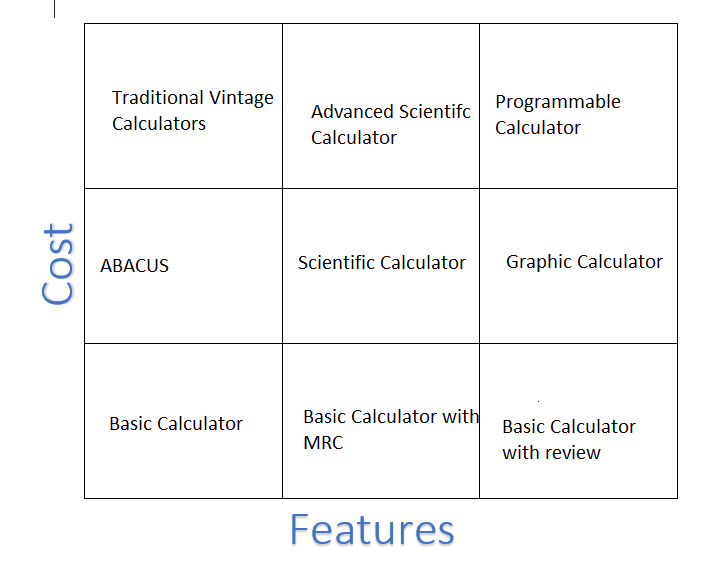 Traditional Vintage
Calculators
Advanced Scientifc
Calculator
Programmable
Calculator
Cost
ABACUS
Scientific Calculator
Graphic Calculator
Basic Calculator
Basic Calculator with
MRC
Basic Calculator
with review
Features